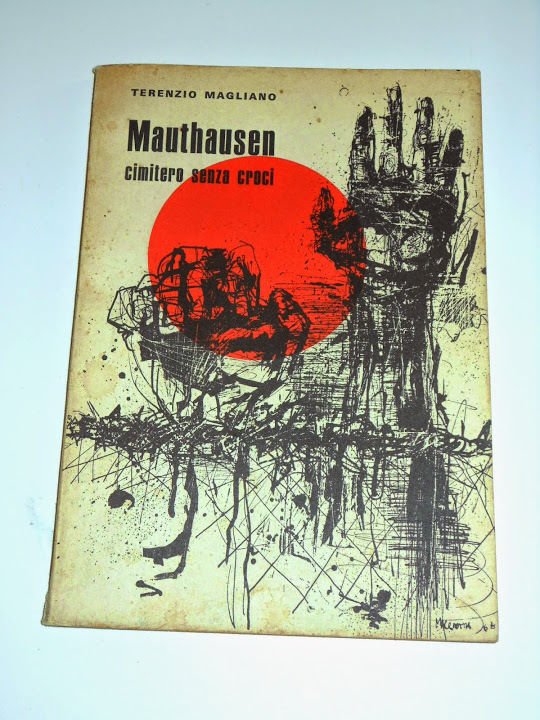 TERENZIO MAGLIANO
Mauthausen
cimitero senza croci